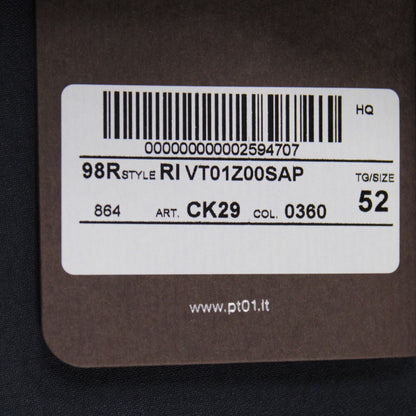 HQ
000000000002594707
98R STYLE RI VT01Z00SAP
TG/SIZE
52
864 ART. CK29 COL. 0360
www.pt01.it